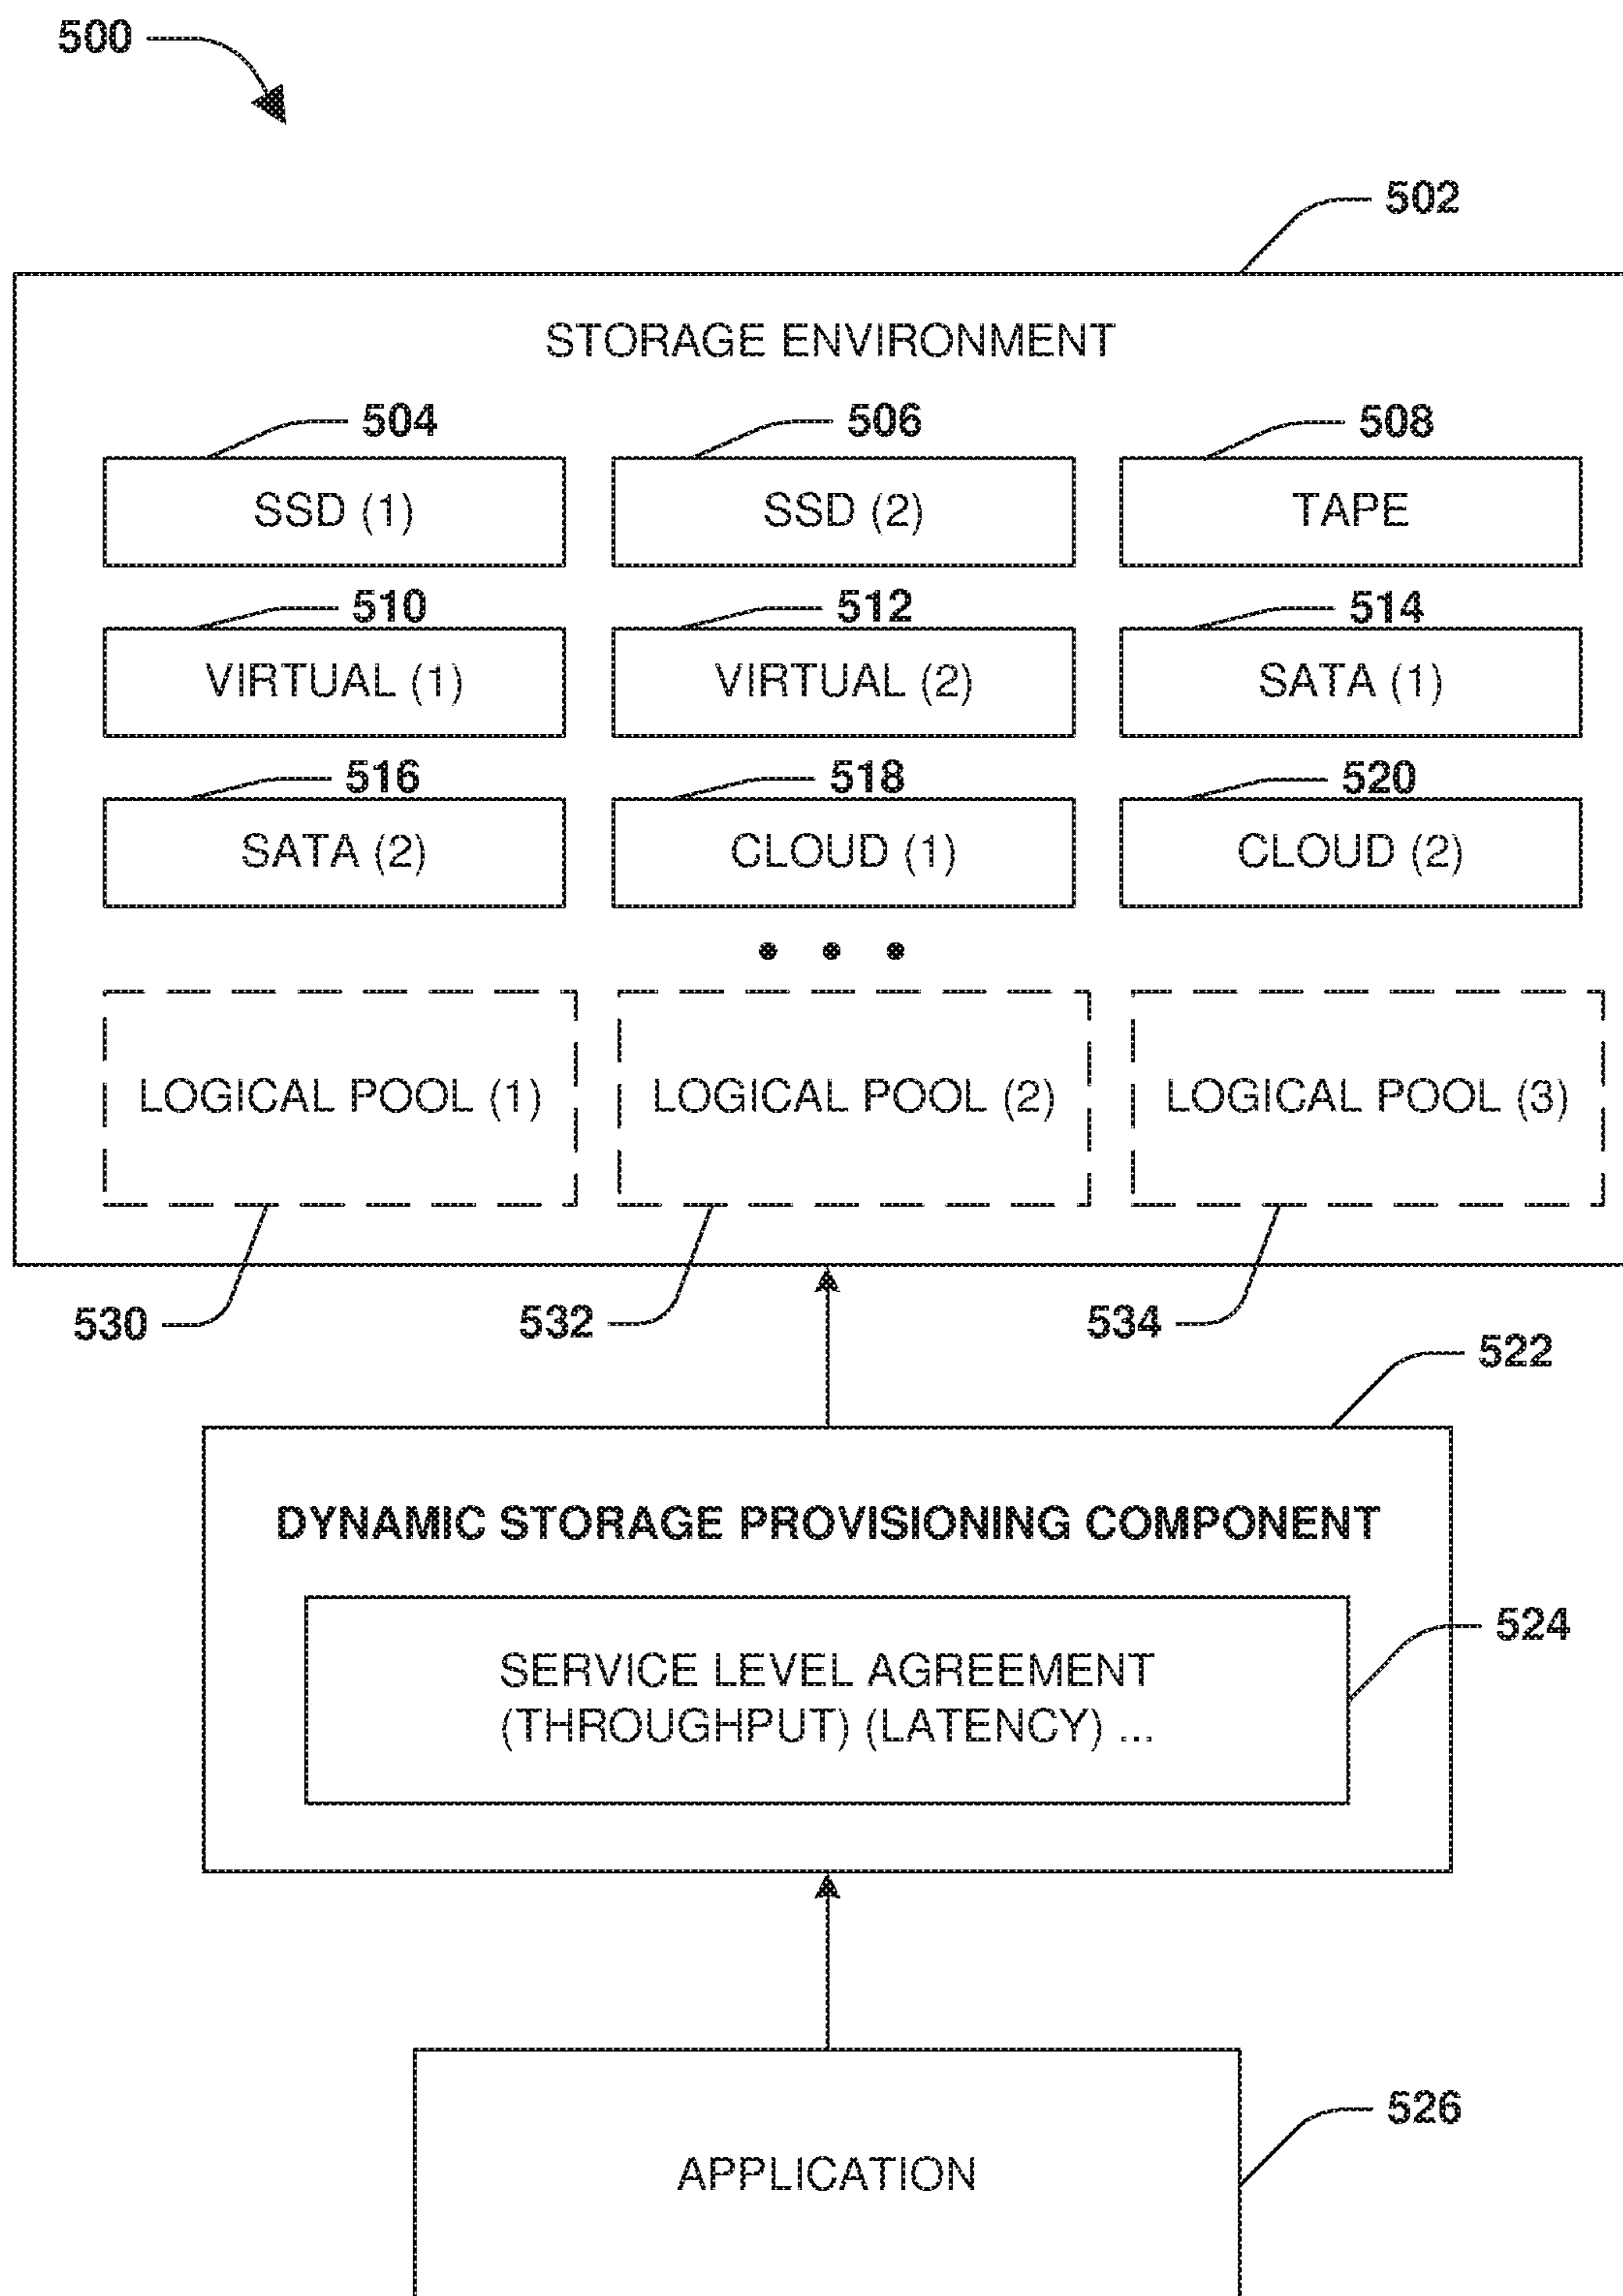 500
502
STORAGE ENVIRONMENT
504 506 508
SSD (1) SSD (2) TAPE
510 512 514
VIRTUAL (1) VIRTUAL (2) SATA (1)
516 518 520
SATA (2) CLOUD (1) CLOUD (2)
• • •
LOGICAL POOL (1) LOGICAL POOL (2) LOGICAL POOL (3)
530 532 534
522
DYNAMIC STORAGE PROVISIONING COMPONENT
524
SERVICE LEVEL AGREEMENT
(THROUGHPUT) (LATENCY) ...
526
APPLICATION